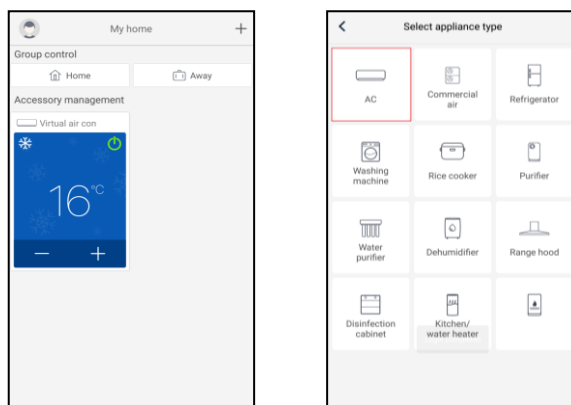 My home
+
Group control
Home
Away
Accessory management
Virtual air con
16℃
— +
Select appliance type
AC
Commercial
air
Refrigerator
Washing
machine
Rice cooker
Purifier
Water
purifier
Dehumidifier
Range hood
Disinfection
cabinet
Kitchen/
water heater